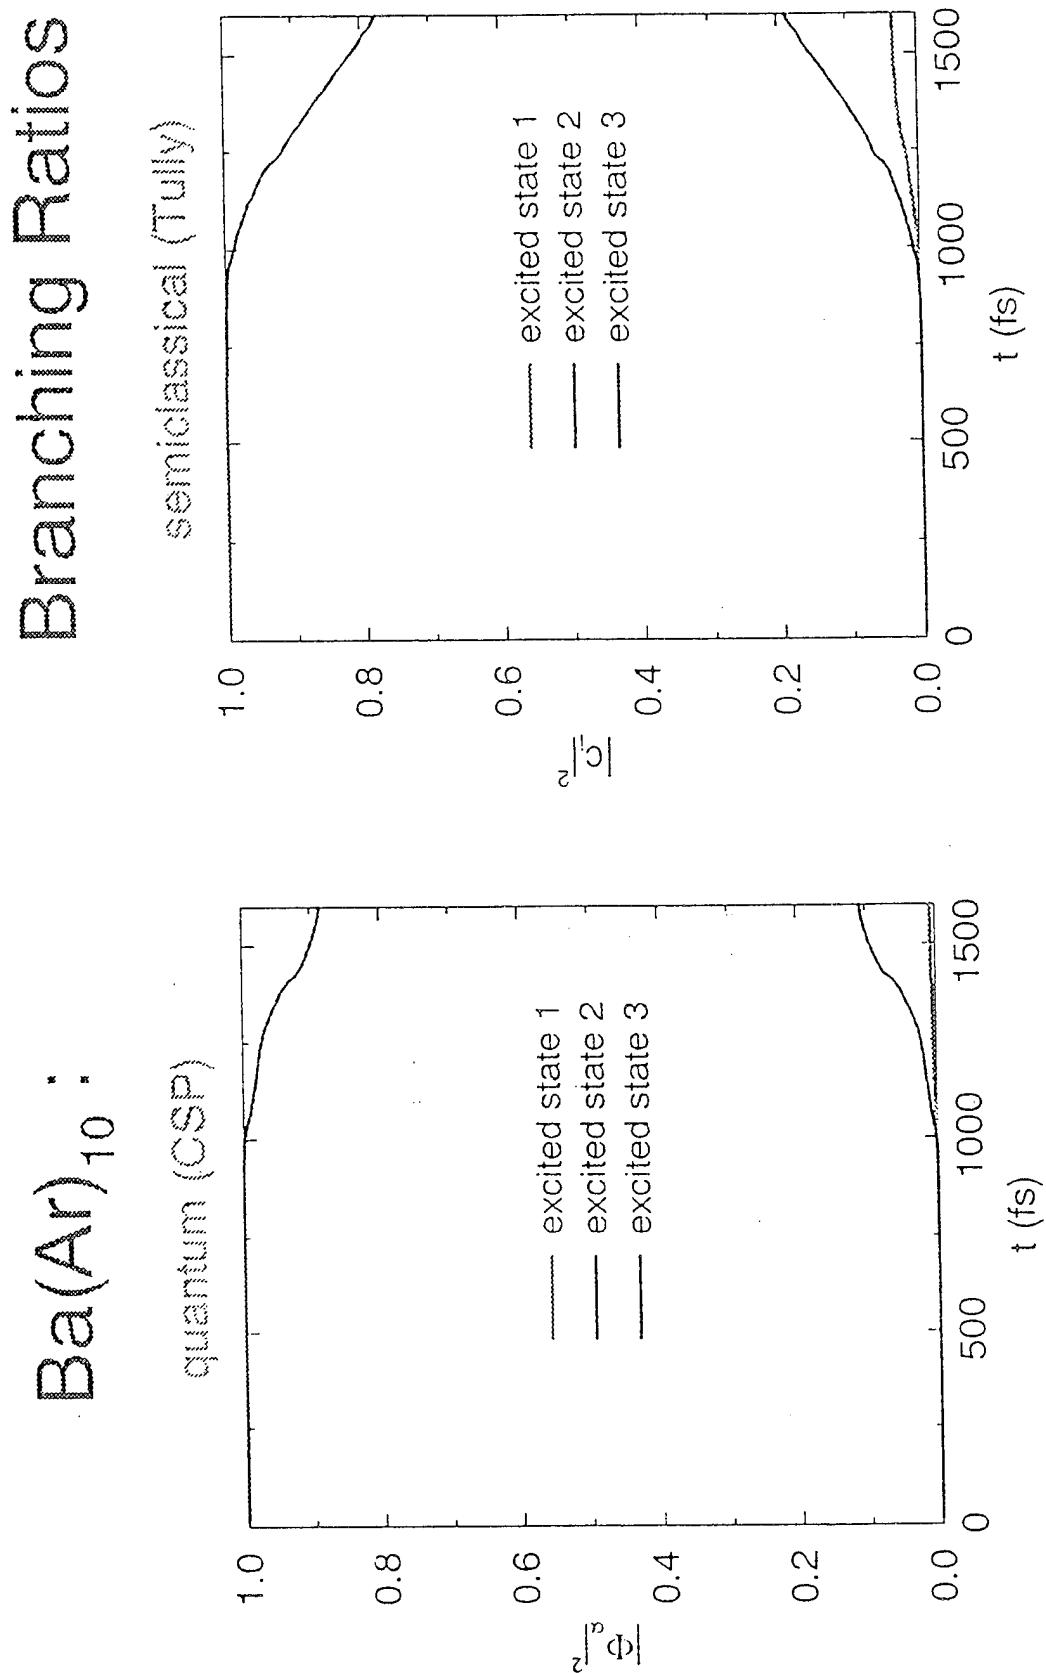 Ba(Ar)₁₀ :
Branching Ratios
quantum (CSP)
|Φα|²
1.0
0.8
0.6
0.4
0.2
0.0
excited state 1
excited state 2
excited state 3
0 500 1000 1500
t (fs)
semiclassical (Tully)
|cᵢ|²
1.0
0.8
0.6
0.4
0.2
0.0
excited state 1
excited state 2
excited state 3
0 500 1000 1500
t (fs)